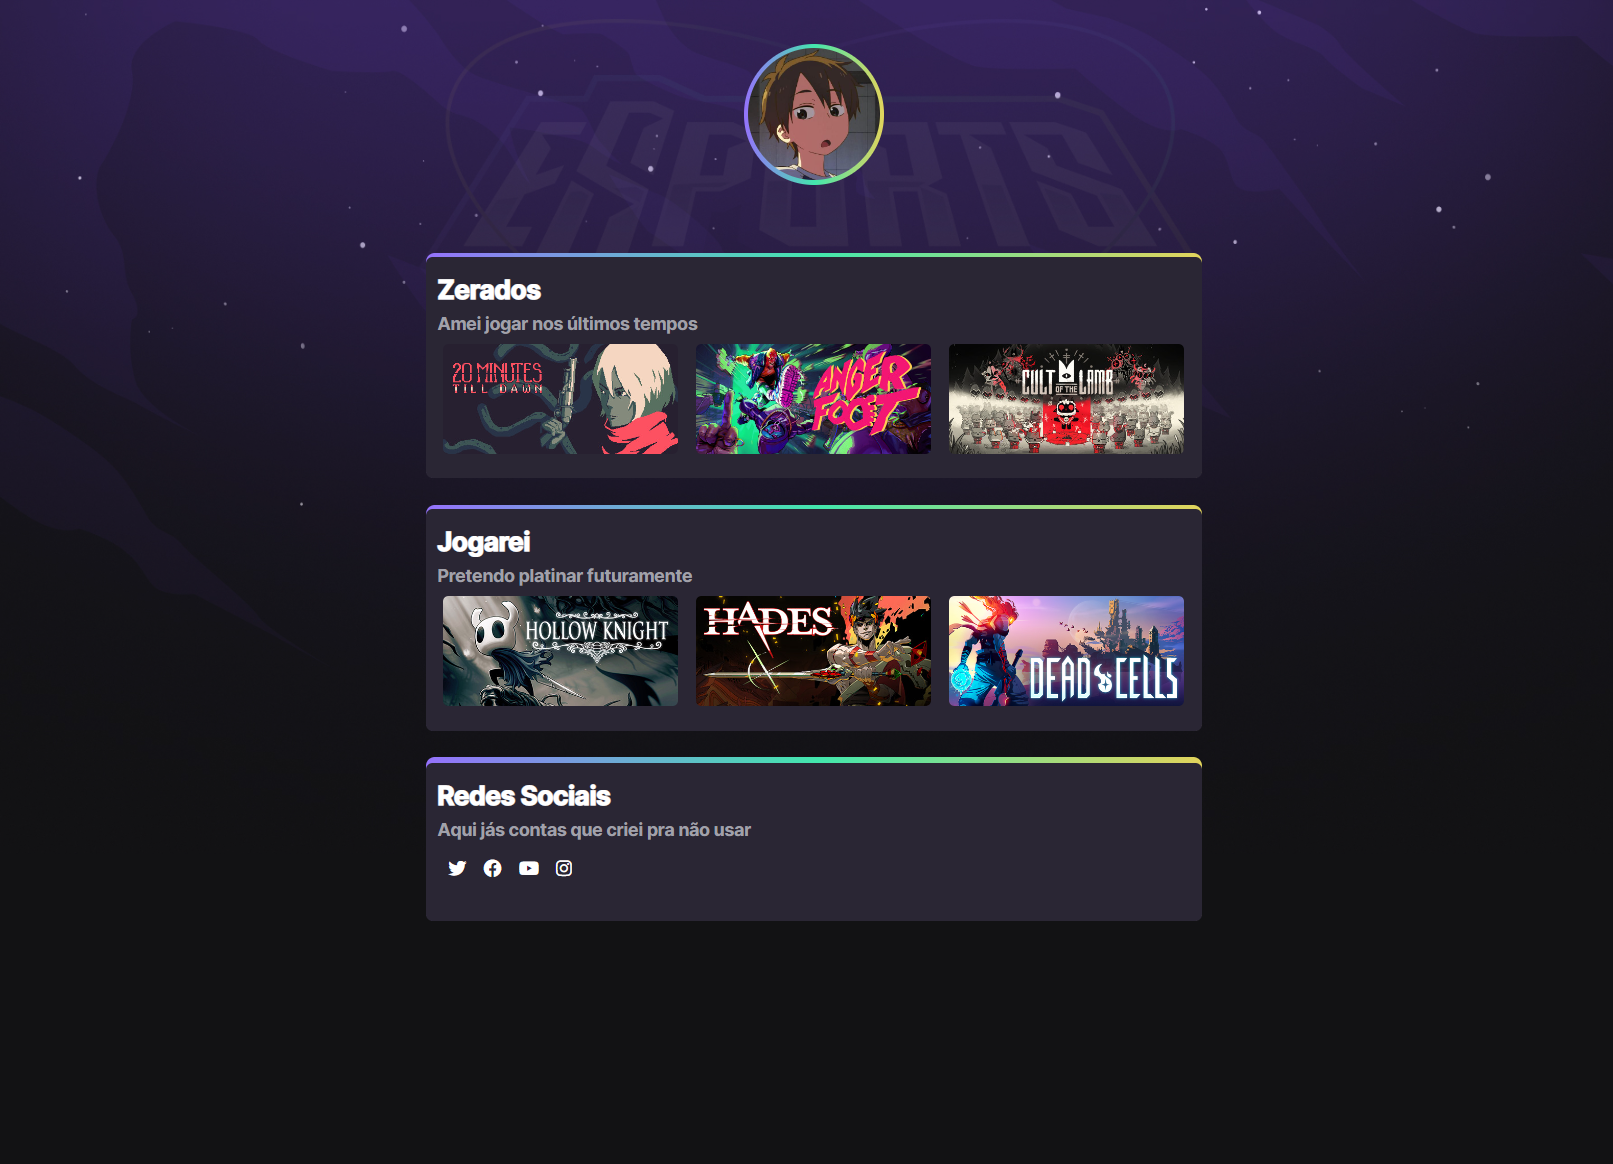 ESPORTS
Zerados
Amei jogar nos últimos tempos
20 MINUTES
TILL DAWN
ANGER
FOOT
CULT OF THE LAMB
Jogarei
Pretendo platinar futuramente
HOLLOW KNIGHT
HADES
DEAD CELLS
Redes Sociais
Aqui jás contas que criei pra não usar